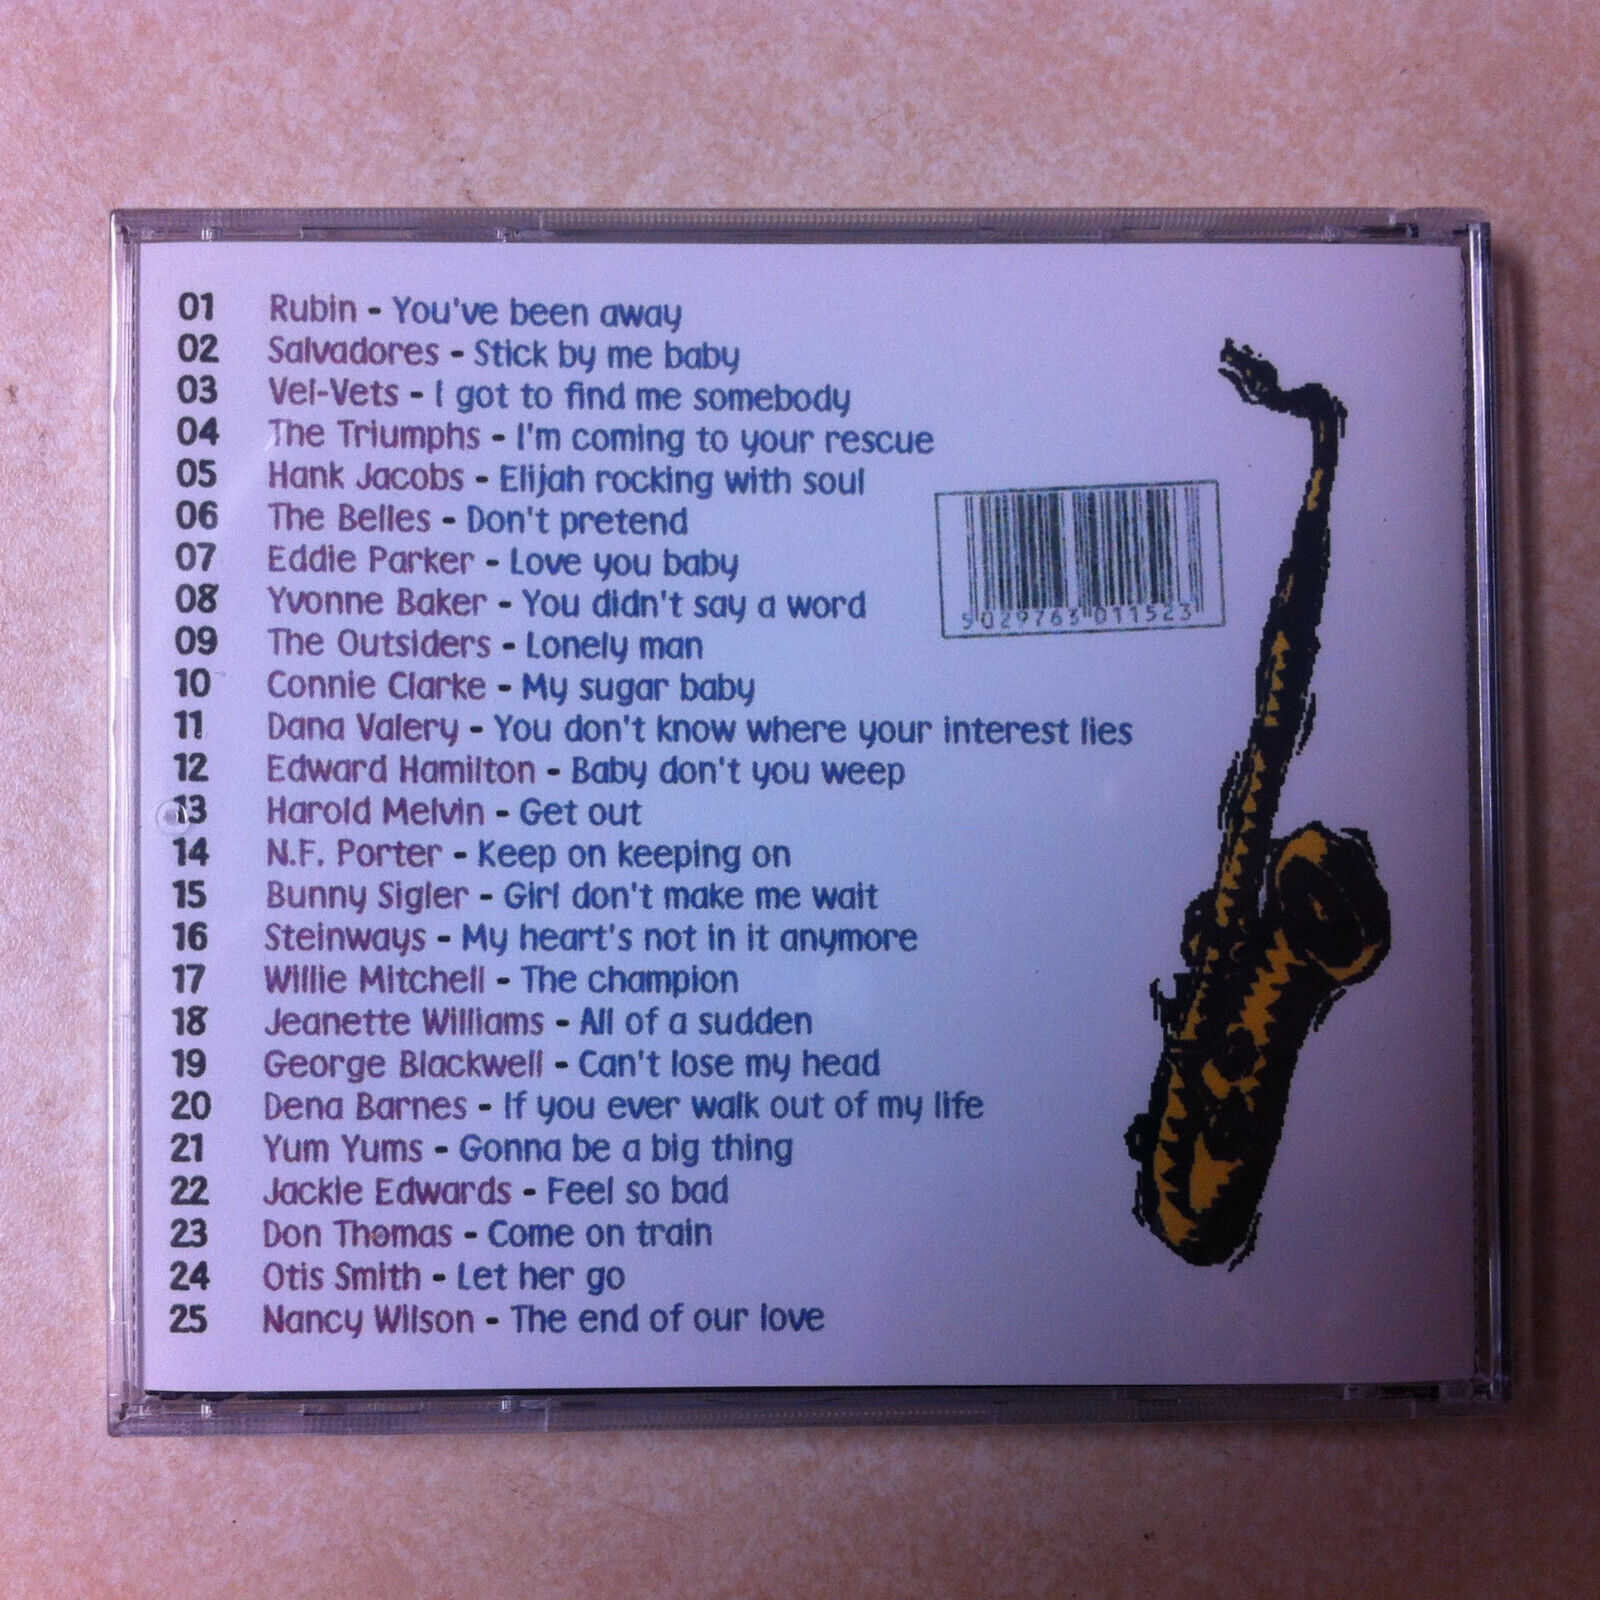 01 Rubin - You've been away
02 Salvadores - Stick by me baby
03 Vel-Vets - I got to find me somebody
04 The Triumphs - I'm coming to your rescue
05 Hank Jacobs - Elijah rocking with soul
06 The Belles - Don't pretend
07 Eddie Parker - Love you baby
08 Yvonne Baker - You didn't say a word
09 The Outsiders - Lonely man
10 Connie Clarke - My sugar baby
11 Dana Valery - You don't know where your interest lies
12 Edward Hamilton - Baby don't you weep
13 Harold Melvin - Get out
14 N.F. Porter - Keep on keeping on
15 Bunny Sigler - Girl don't make me wait
16 Steinways - My heart's not in it anymore
17 Willie Mitchell - The champion
18 Jeanette Williams - All of a sudden
19 George Blackwell - Can't lose my head
20 Dena Barnes - If you ever walk out of my life
21 Yum Yums - Gonna be a big thing
22 Jackie Edwards - Feel so bad
23 Don Thomas - Come on train
24 Otis Smith - Let her go
25 Nancy Wilson - The end of our love
5 029763 011523